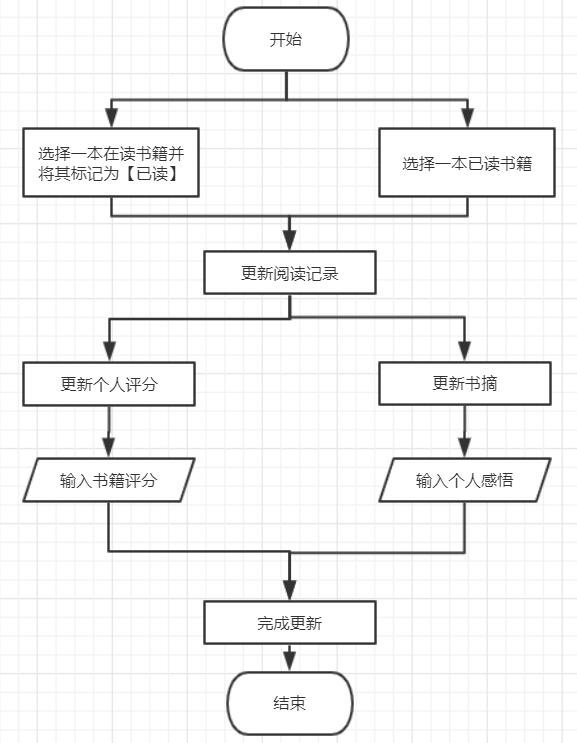 开始
选择一本在读书籍并
将其标记为【已读】
选择一本已读书籍
更新阅读记录
更新个人评分
更新书摘
输入书籍评分
输入个人感悟
完成更新
结束